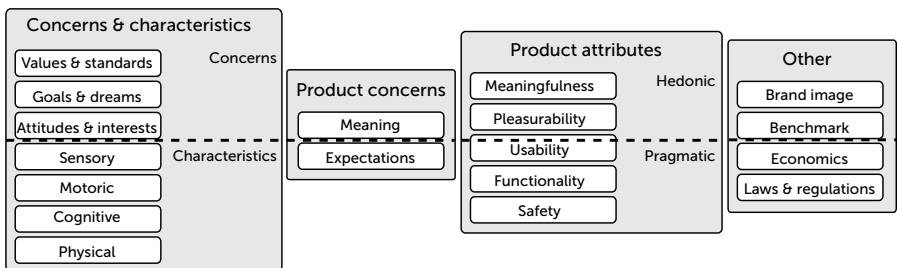 Concerns & characteristics
Values & standards
Concerns
Goals & dreams
Attitudes & interests
Sensory
Characteristics
Motoric
Cognitive
Physical
Product concerns
Meaning
Expectations
Product attributes
Meaningfulness
Hedonic
Pleasurability
Usability
Pragmatic
Functionality
Safety
Other
Brand image
Benchmark
Economics
Laws & regulations